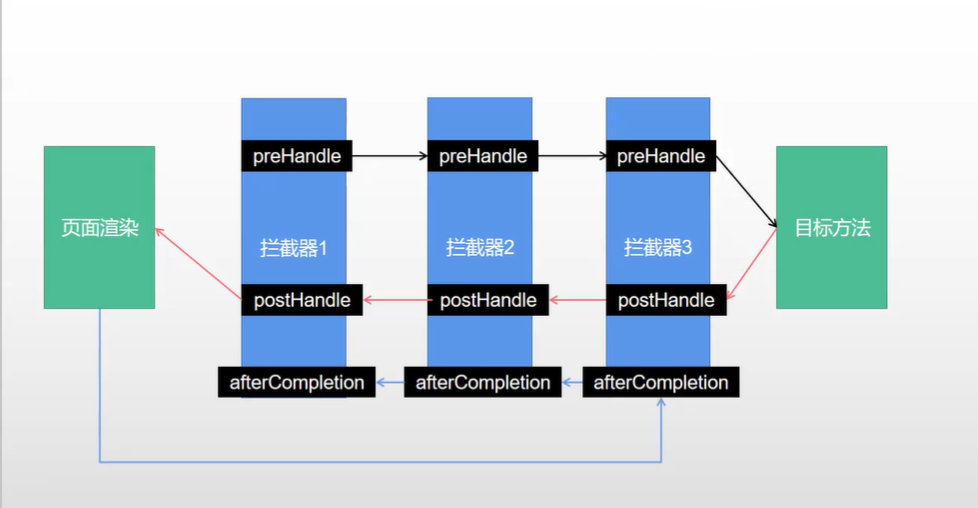 preHandle
preHandle
preHandle
页面渲染
拦截器1
拦截器2
拦截器3
目标方法
postHandle
postHandle
postHandle
afterCompletion
afterCompletion
afterCompletion